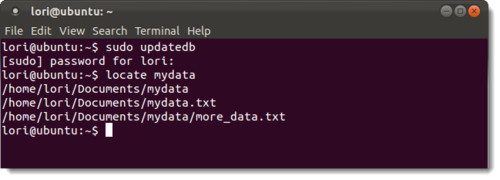 lori@ubuntu: ~
File Edit View Search Terminal Help
lori@ubuntu:~$ sudo updatedb
[sudo] password for lori:
lori@ubuntu:~$ locate mydata
/home/lori/Documents/mydata
/home/lori/Documents/mydata.txt
/home/lori/Documents/mydata/more_data.txt
lori@ubuntu:~$